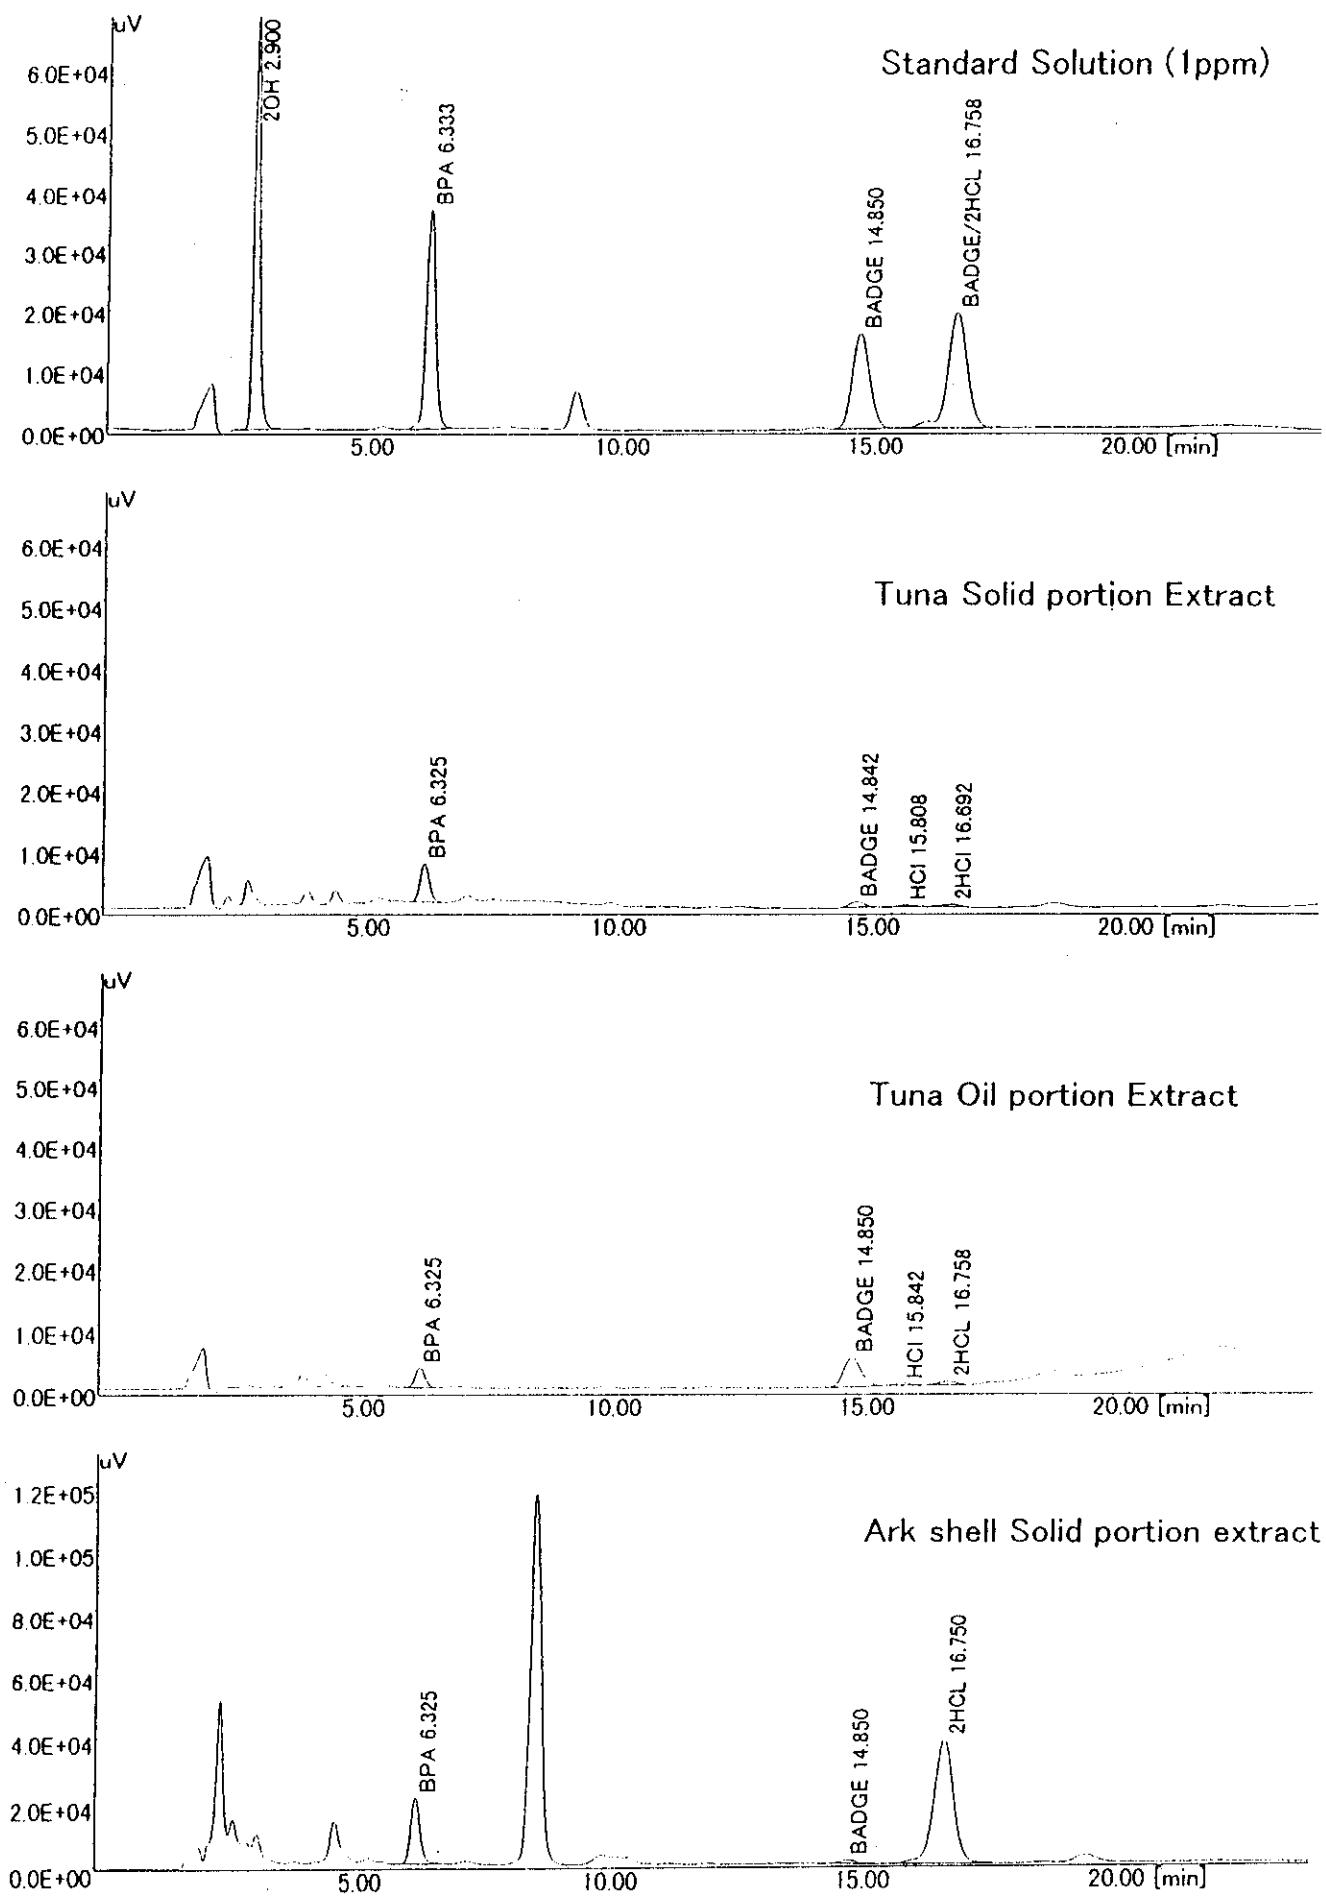 uV
Standard Solution (1ppm)
6.0E+04
5.0E+04
4.0E+04
3.0E+04
2.0E+04
1.0E+04
0.0E+00
2OH 2.900
BPA 6.333
BADGE 14.850
BADGE/2HCL 16.758
5.00 10.00 15.00 20.00 [min]
uV
Tuna Solid portion Extract
6.0E+04
5.0E+04
4.0E+04
3.0E+04
2.0E+04
1.0E+04
0.0E+00
BPA 6.325
BADGE 14.842
HCl 15.808
2HCl 16.692
5.00 10.00 15.00 20.00 [min]
uV
Tuna Oil portion Extract
6.0E+04
5.0E+04
4.0E+04
3.0E+04
2.0E+04
1.0E+04
0.0E+00
BPA 6.325
BADGE 14.850
HCl 15.842
2HCL 16.758
5.00 10.00 15.00 20.00 [min]
uV
Ark shell Solid portion extract
1.2E+05
1.0E+05
8.0E+04
6.0E+04
4.0E+04
2.0E+04
0.0E+00
BPA 6.325
BADGE 14.850
2HCL 16.750
5.00 10.00 15.00 20.00 [min]